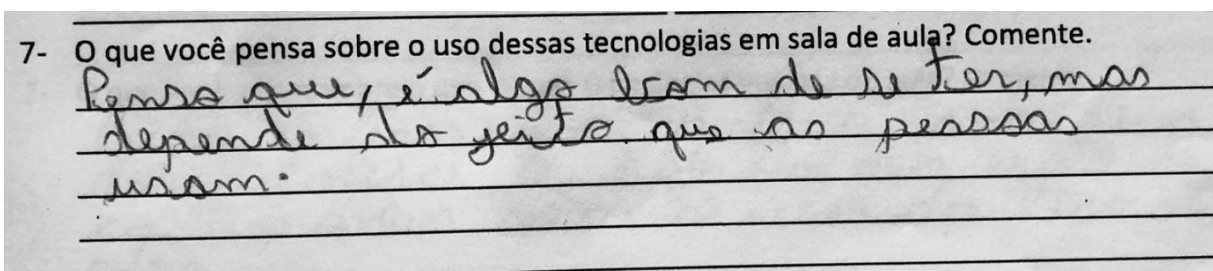 7- O que você pensa sobre o uso dessas tecnologias em sala de aula? Comente.
Penso que, é algo bom de se ter, mas
depende do jeito que as pessoas
usam.